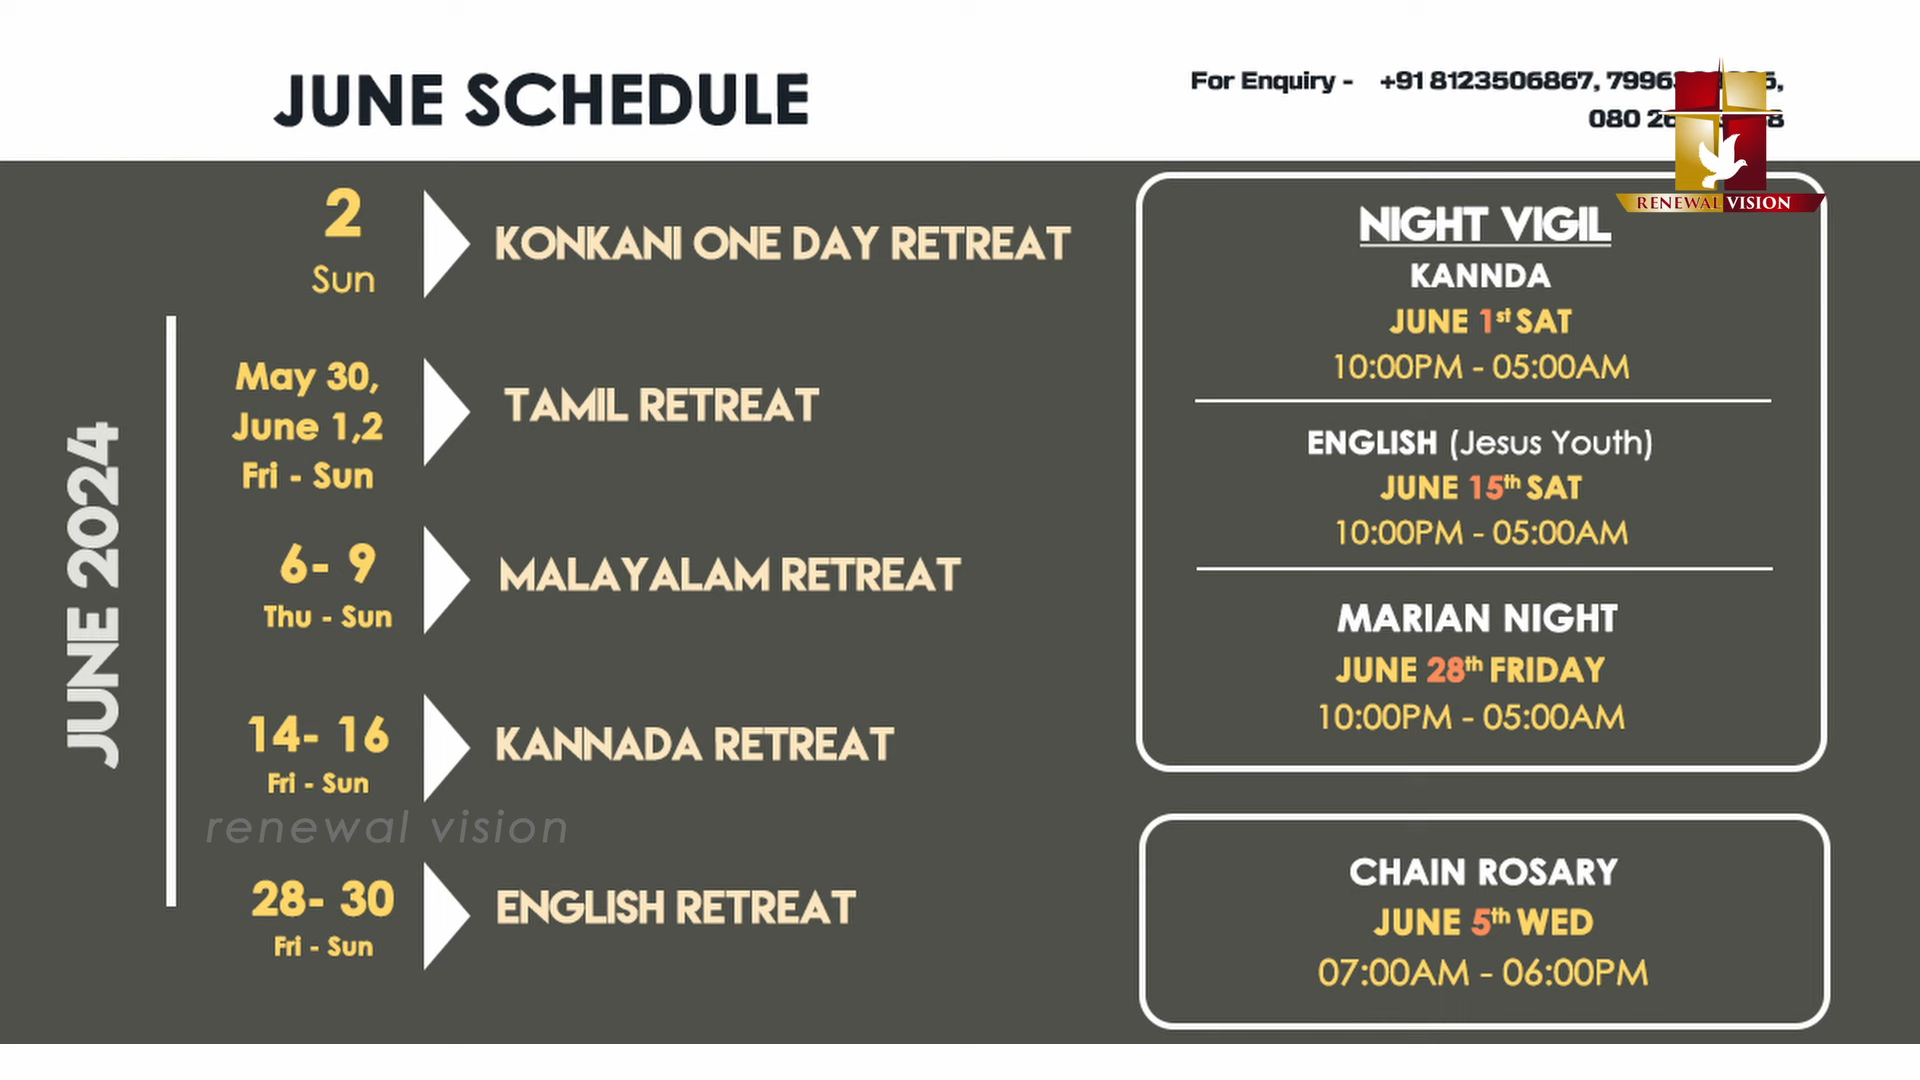 JUNE SCHEDULE
For Enquiry - +91 8123506867,
080
RENEWAL VISION
JUNE 2024
2
Sun
KONKANI ONE DAY RETREAT
May 30,
June 1,2
Fri - Sun
TAMIL RETREAT
6- 9
Thu - Sun
MALAYALAM RETREAT
14- 16
Fri - Sun
KANNADA RETREAT
renewal vision
28- 30
Fri - Sun
ENGLISH RETREAT
NIGHT VIGIL
KANNDA
JUNE 1st SAT
10:00PM - 05:00AM
ENGLISH (Jesus Youth)
JUNE 15th SAT
10:00PM - 05:00AM
MARIAN NIGHT
JUNE 28th FRIDAY
10:00PM - 05:00AM
CHAIN ROSARY
JUNE 5th WED
07:00AM - 06:00PM